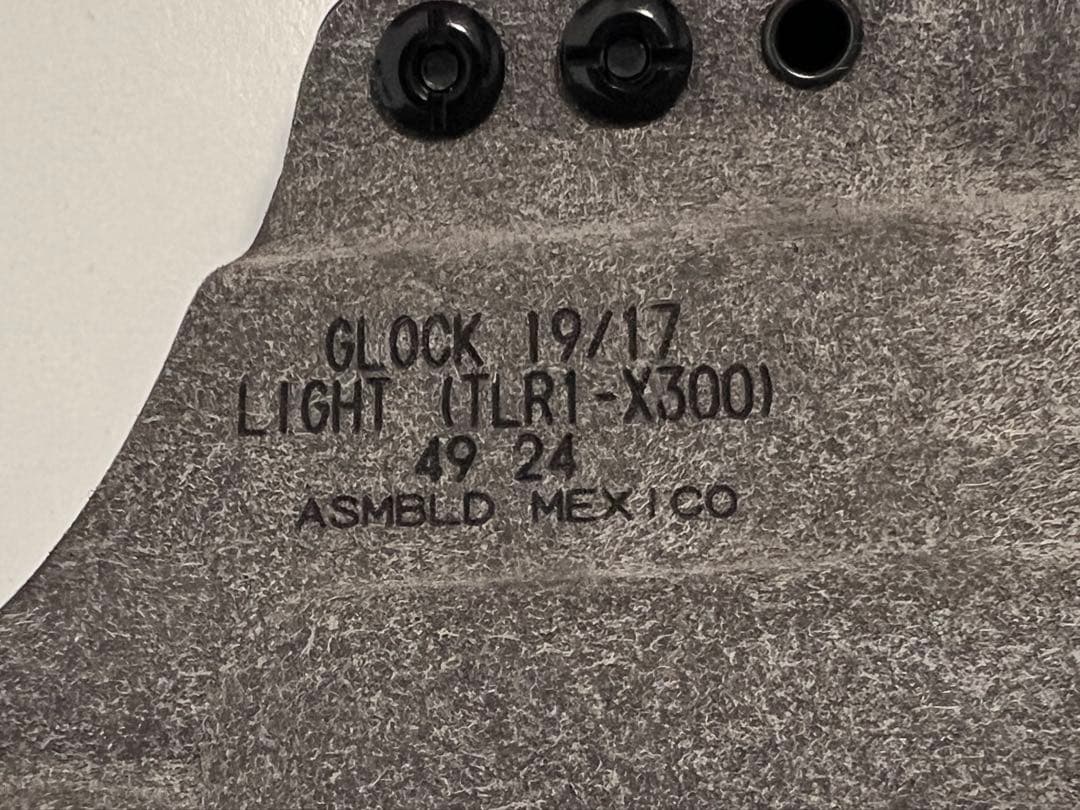 GLOCK 19/17
LIGHT (TLR1-X300)
49 24
ASMBLD MEXICO